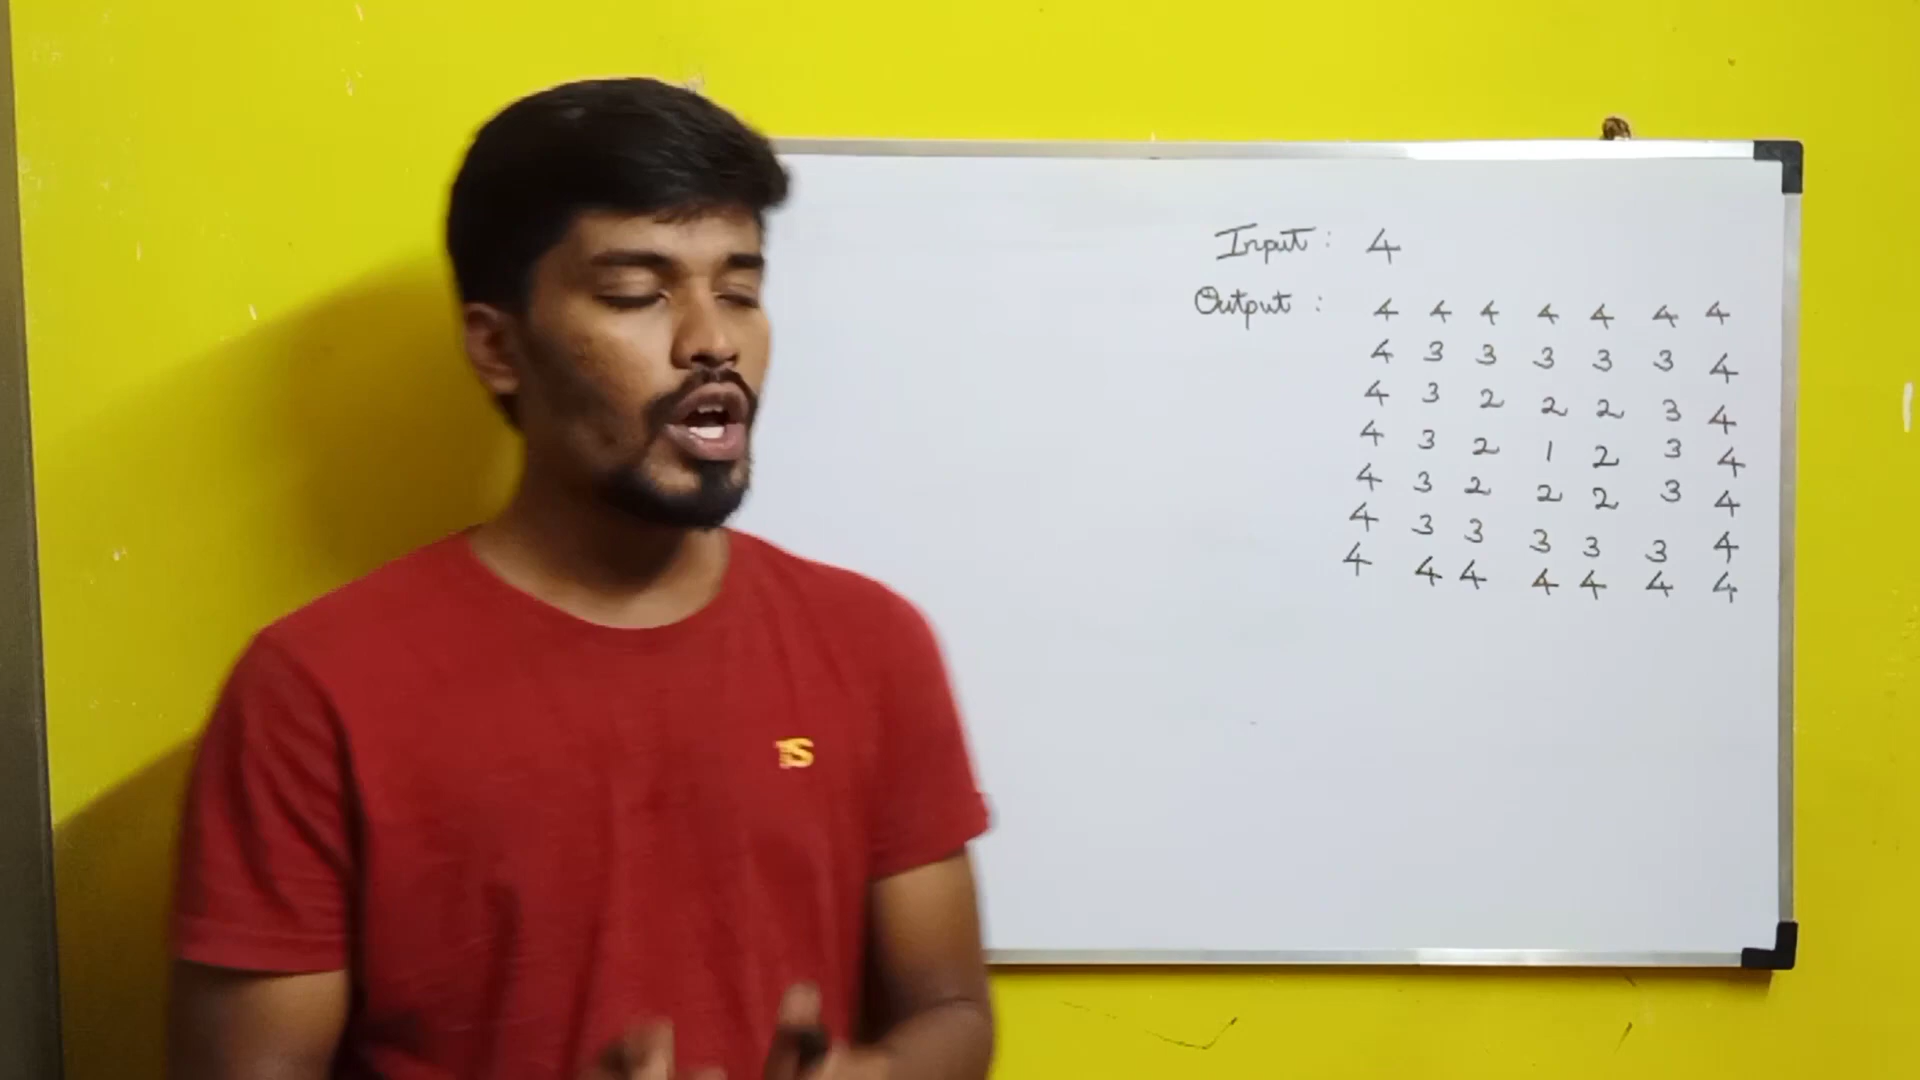 Input : 4
Output : 4 4 4 4 4 4 4
4 3 3 3 3 3 4
4 3 2 2 2 3 4
4 3 2 1 2 3 4
4 3 2 2 2 3 4
4 3 3 3 3 3 4
4 4 4 4 4 4 4